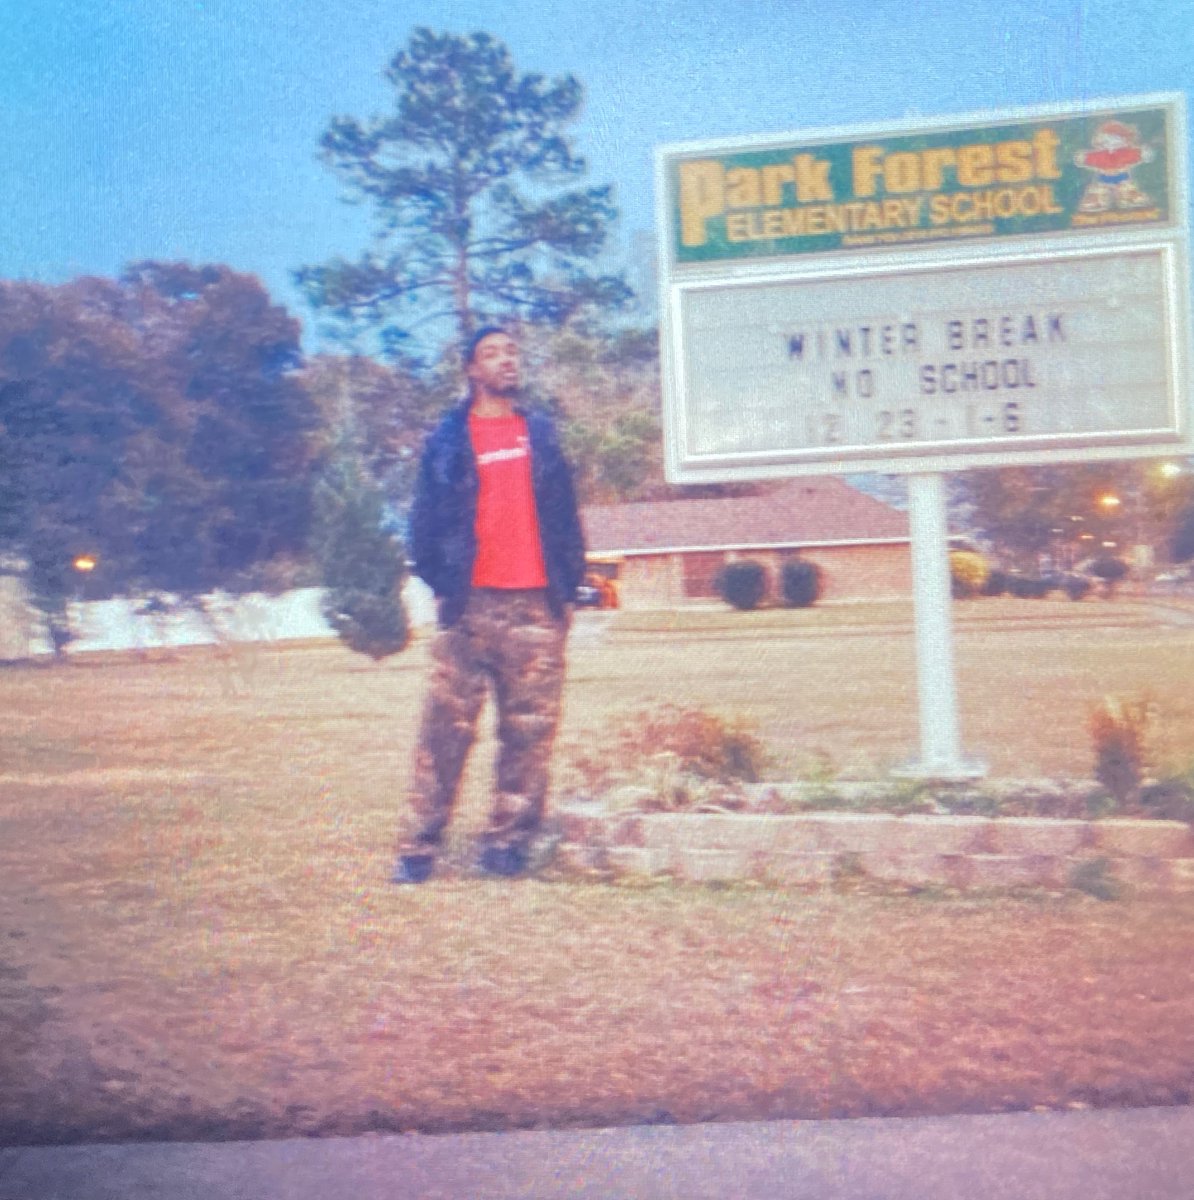 Park Forest
ELEMENTARY SCHOOL
WINTER BREAK
NO SCHOOL
12 23 - 1-6